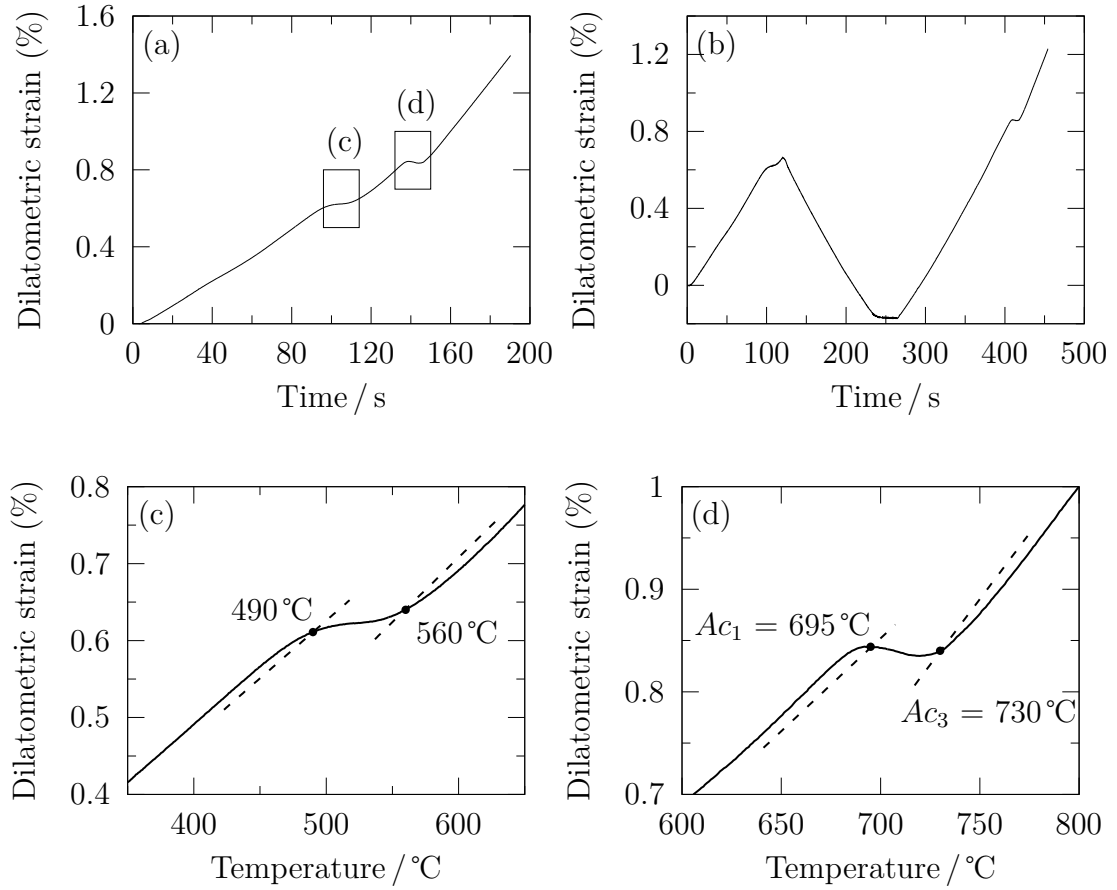 Dilatometric strain (%)
1.6
1.2
0.8
0.4
0
(a)
(c)
(d)
0 40 80 120 160 200
Time / s
Dilatometric strain (%)
1.2
0.8
0.4
0
(b)
0 100 200 300 400 500
Time / s
Dilatometric strain (%)
0.8
0.7
0.6
0.5
0.4
(c)
490 °C
560 °C
400 500 600
Temperature / °C
Dilatometric strain (%)
1
0.9
0.8
0.7
(d)
Ac₁ = 695 °C
Ac₃ = 730 °C
600 650 700 750 800
Temperature / °C